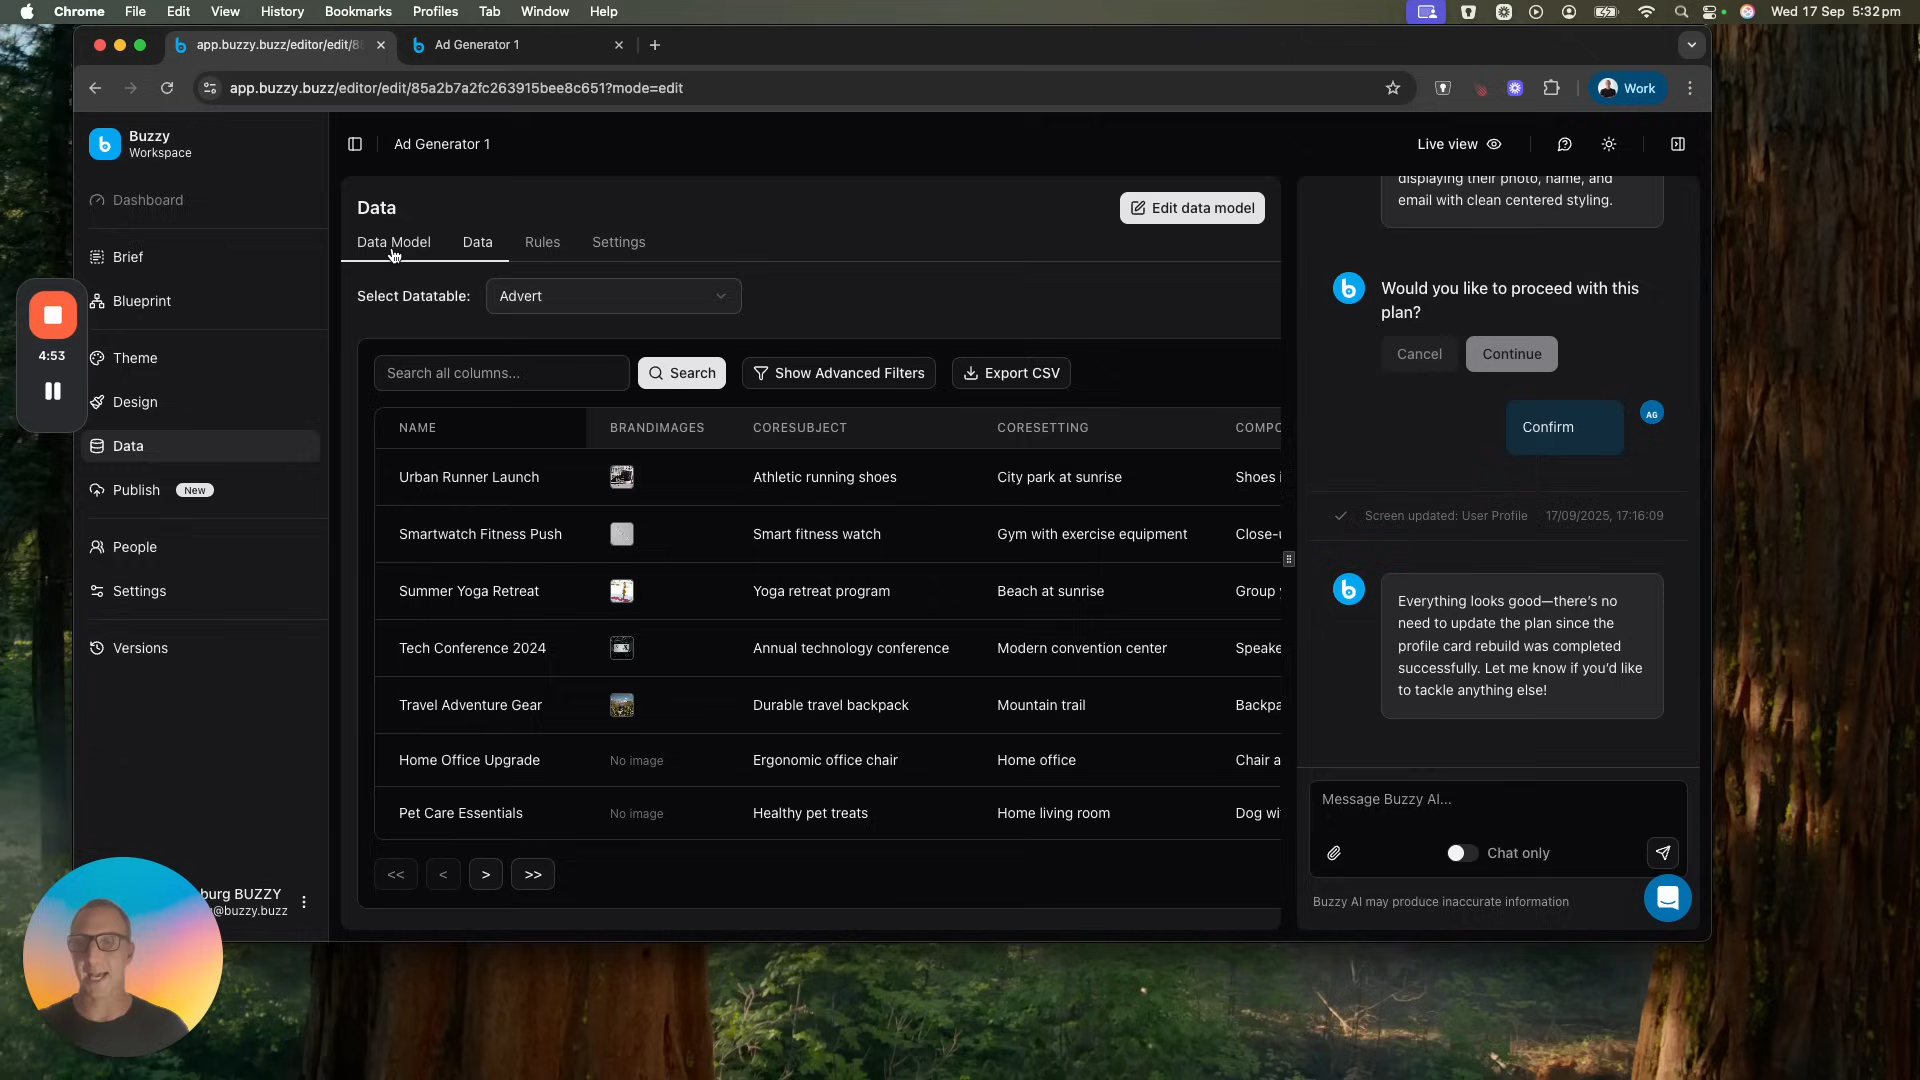 Chrome File Edit View History Bookmarks Profiles Tab Window Help
Wed 17 Sep 5:32 pm
app.buzzy.buzz/editor/edit/8
Ad Generator 1
app.buzzy.buzz/editor/edit/85a2b7a2fc263915bee8c651?mode=edit
Work
Buzzy
Workspace
Dashboard
Brief
Blueprint
Theme
Design
Data
Publish New
People
Settings
Versions
burg BUZZY
@buzzy.buzz
4:53
Ad Generator 1
Live view
Data
Edit data model
Data Model Data Rules Settings
Select Datatable: Advert
Search all columns...
Search
Show Advanced Filters
Export CSV
NAME BRANDIMAGES CORESUBJECT CORESETTING COMPO
Urban Runner Launch Athletic running shoes City park at sunrise Shoes i
Smartwatch Fitness Push Smart fitness watch Gym with exercise equipment Close-u
Summer Yoga Retreat Yoga retreat program Beach at sunrise Group y
Tech Conference 2024 Annual technology conference Modern convention center Speake
Travel Adventure Gear Durable travel backpack Mountain trail Backpa
Home Office Upgrade No image Ergonomic office chair Home office Chair a
Pet Care Essentials No image Healthy pet treats Home living room Dog wi
<< < > >>
displaying their photo, name, and
email with clean centered styling.
Would you like to proceed with this
plan?
Cancel Continue
Confirm
AG
Screen updated: User Profile 17/09/2025, 17:16:09
Everything looks good—there's no
need to update the plan since the
profile card rebuild was completed
successfully. Let me know if you'd like
to tackle anything else!
Message Buzzy AI...
Chat only
Buzzy AI may produce inaccurate information